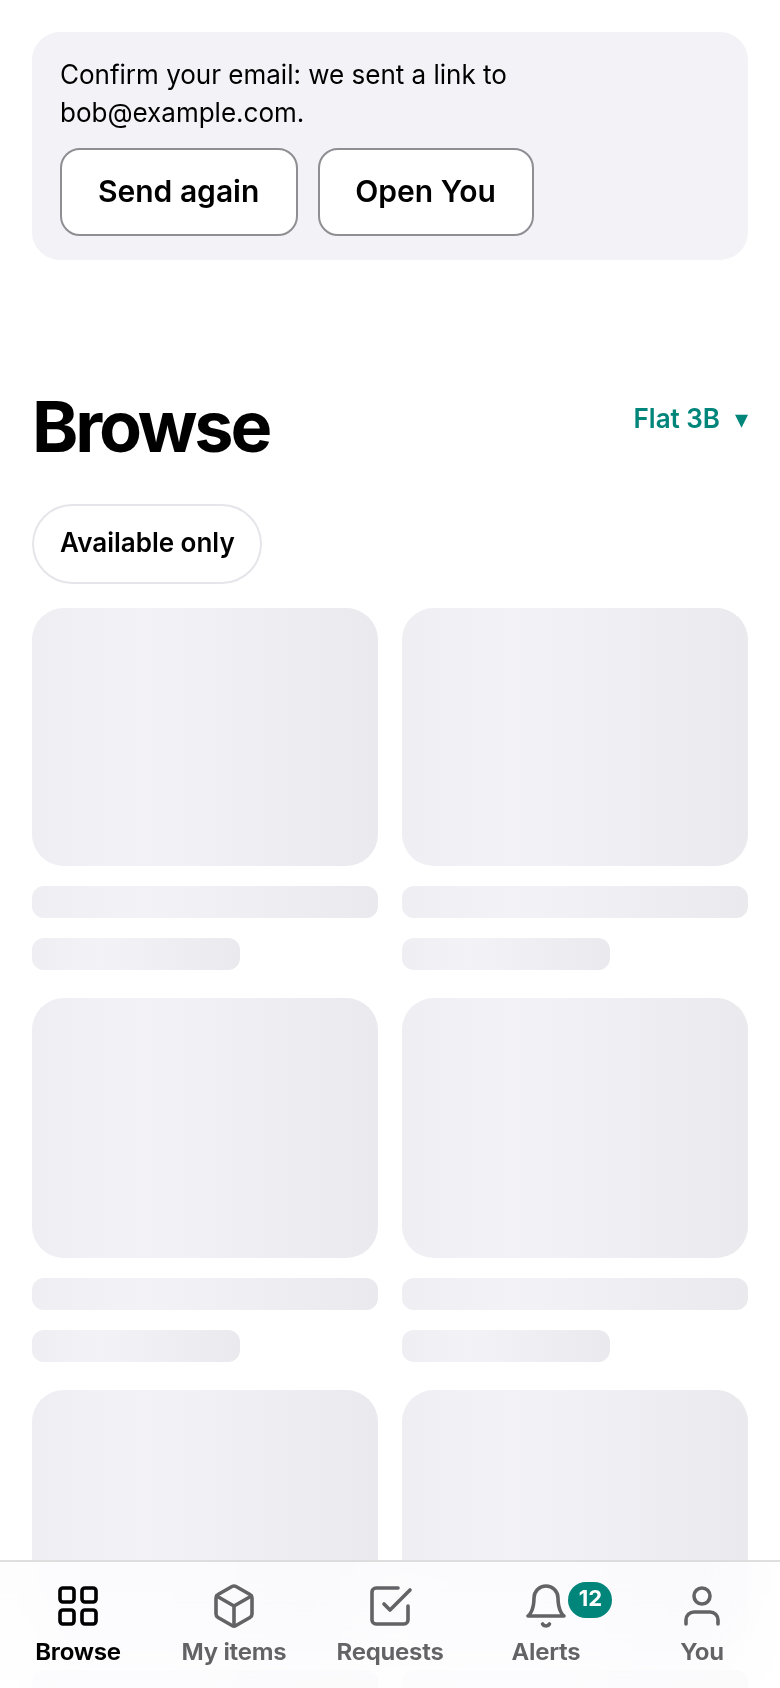 Confirm your email: we sent a link to
bob@example.com.
Send again
Open You
Browse
Flat 3B ▼
Available only
12
Browse
My items
Requests
Alerts
You